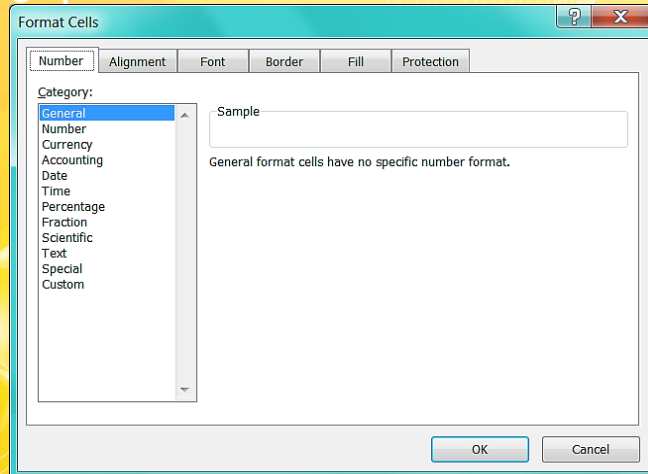 Format Cells
Number Alignment Font Border Fill Protection
Category:
General
Number
Currency
Accounting
Date
Time
Percentage
Fraction
Scientific
Text
Special
Custom
Sample
General format cells have no specific number format.
OK Cancel